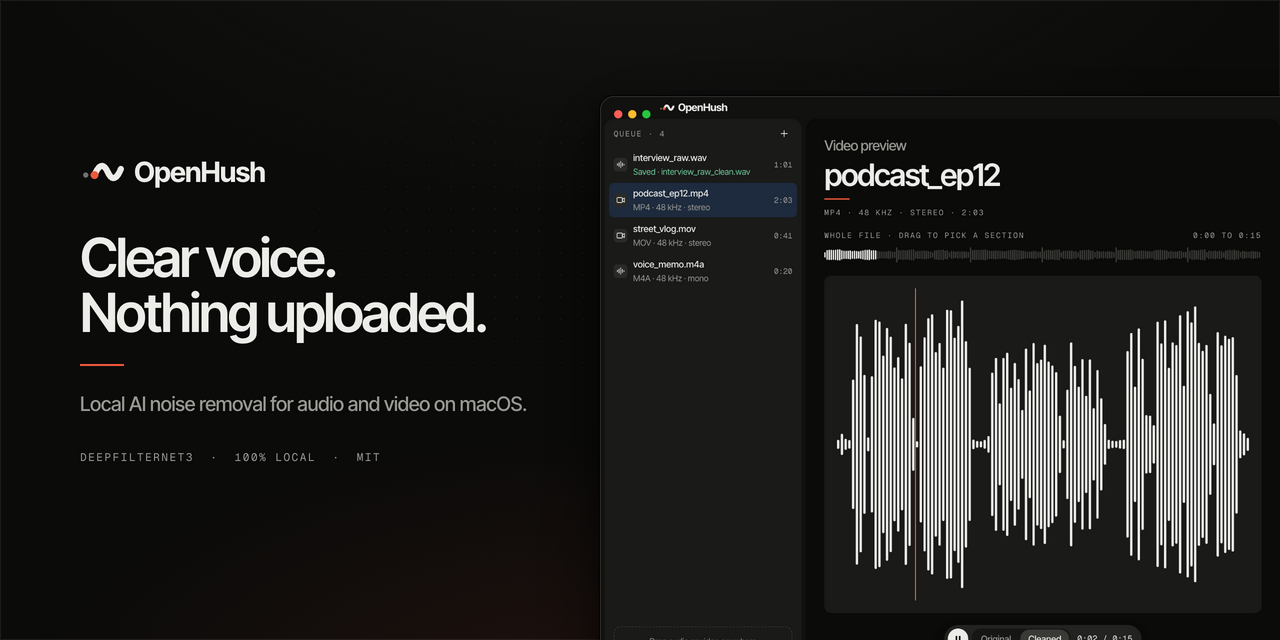 OpenHush
Clear voice.
Nothing uploaded.
Local AI noise removal for audio and video on macOS.
DEEPFILTERNET3 · 100% LOCAL · MIT
OpenHush
QUEUE · 4
interview_raw.wav
Saved · interview_raw_clean.wav
1:01
podcast_ep12.mp4
MP4 · 48 kHz · stereo
2:03
street_vlog.mov
MOV · 48 kHz · stereo
0:41
voice_memo.m4a
M4A · 48 kHz · mono
0:20
Video preview
podcast_ep12
MP4 · 48 KHZ · STEREO · 2:03
WHOLE FILE · DRAG TO PICK A SECTION
0:00 TO 0:15
Original
Cleaned
0:02 / 0:15